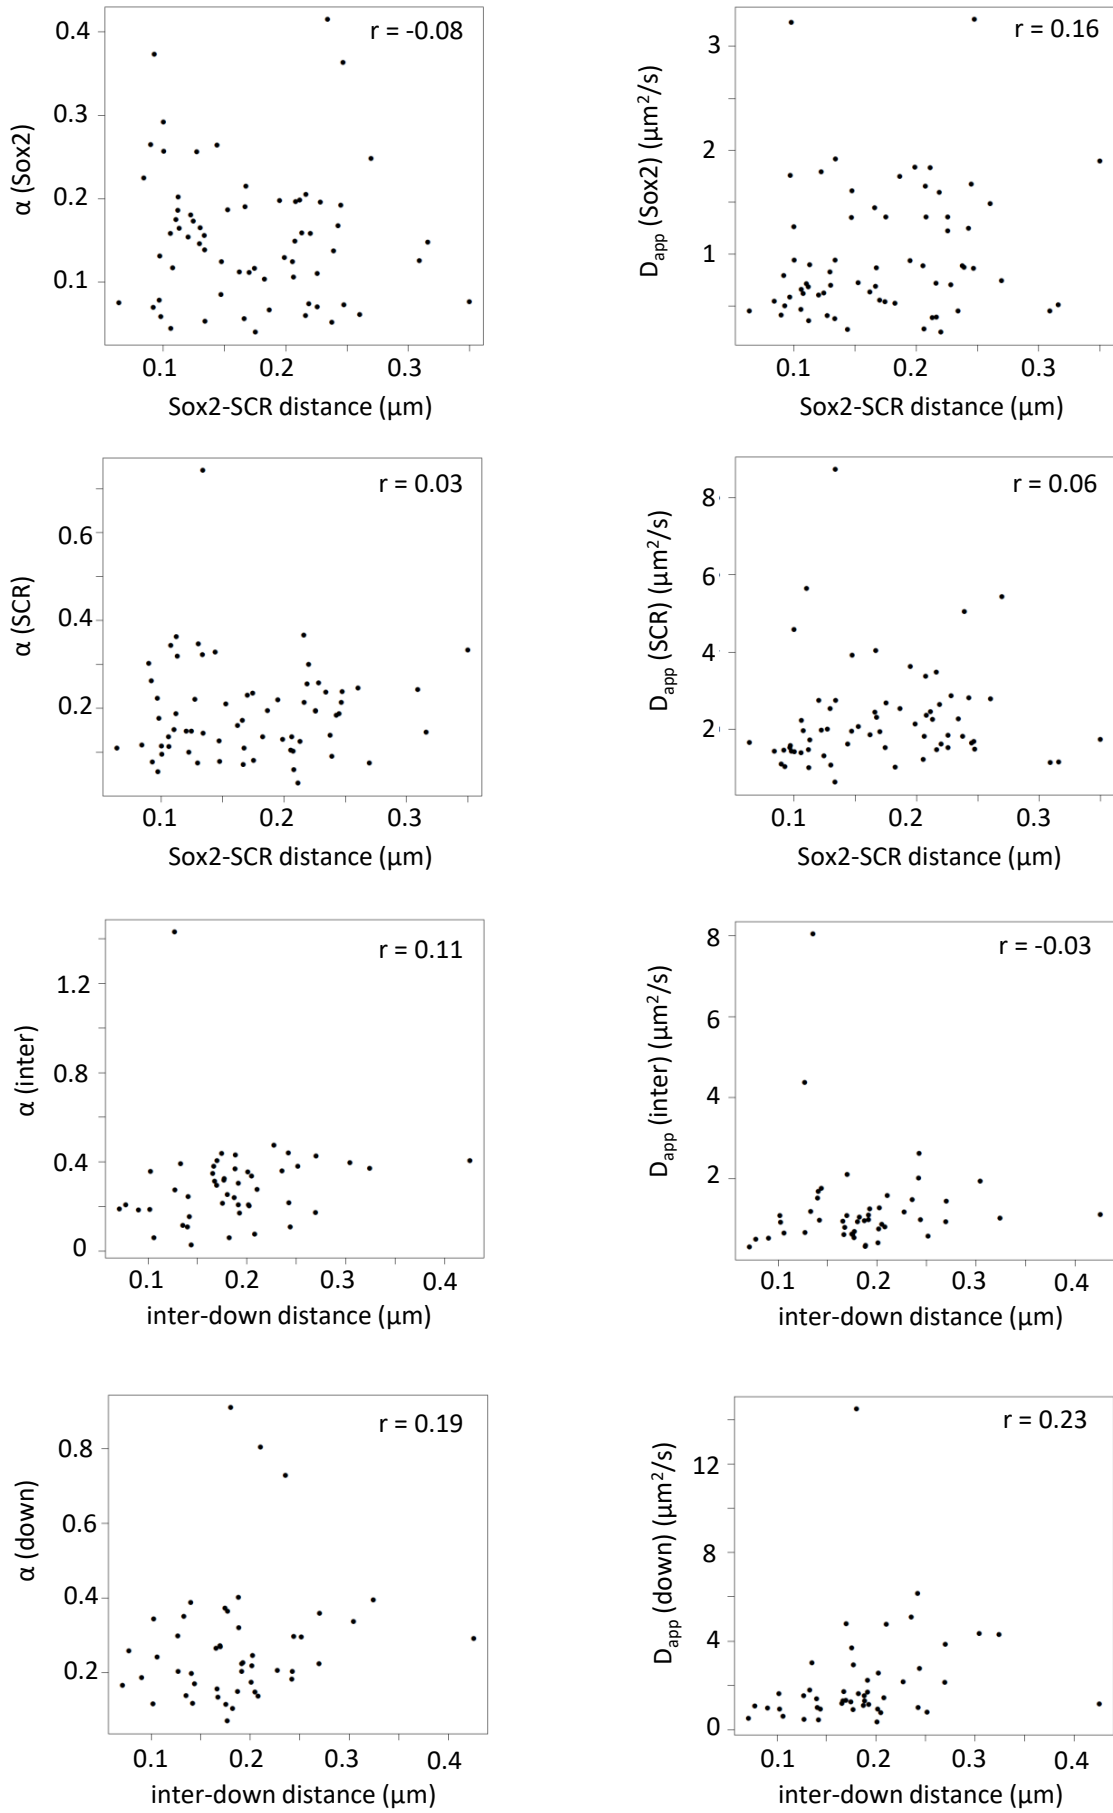 r = -0.08
α (Sox2)
0.4
0.3
0.2
0.1
0.1 0.2 0.3
Sox2-SCR distance (μm)
r = 0.16
Dapp (Sox2) (μm²/s)
3
2
1
0.1 0.2 0.3
Sox2-SCR distance (μm)
r = 0.03
α (SCR)
0.6
0.4
0.2
0.1 0.2 0.3
Sox2-SCR distance (μm)
r = 0.06
Dapp (SCR) (μm²/s)
8
6
4
2
0.1 0.2 0.3
Sox2-SCR distance (μm)
r = 0.11
α (inter)
1.2
0.8
0.4
0
0.1 0.2 0.3 0.4
inter-down distance (μm)
r = -0.03
Dapp (inter) (μm²/s)
8
6
4
2
0.1 0.2 0.3 0.4
inter-down distance (μm)
r = 0.19
α (down)
0.8
0.6
0.4
0.2
0.1 0.2 0.3 0.4
inter-down distance (μm)
r = 0.23
Dapp (down) (μm²/s)
12
8
4
0
0.1 0.2 0.3 0.4
inter-down distance (μm)